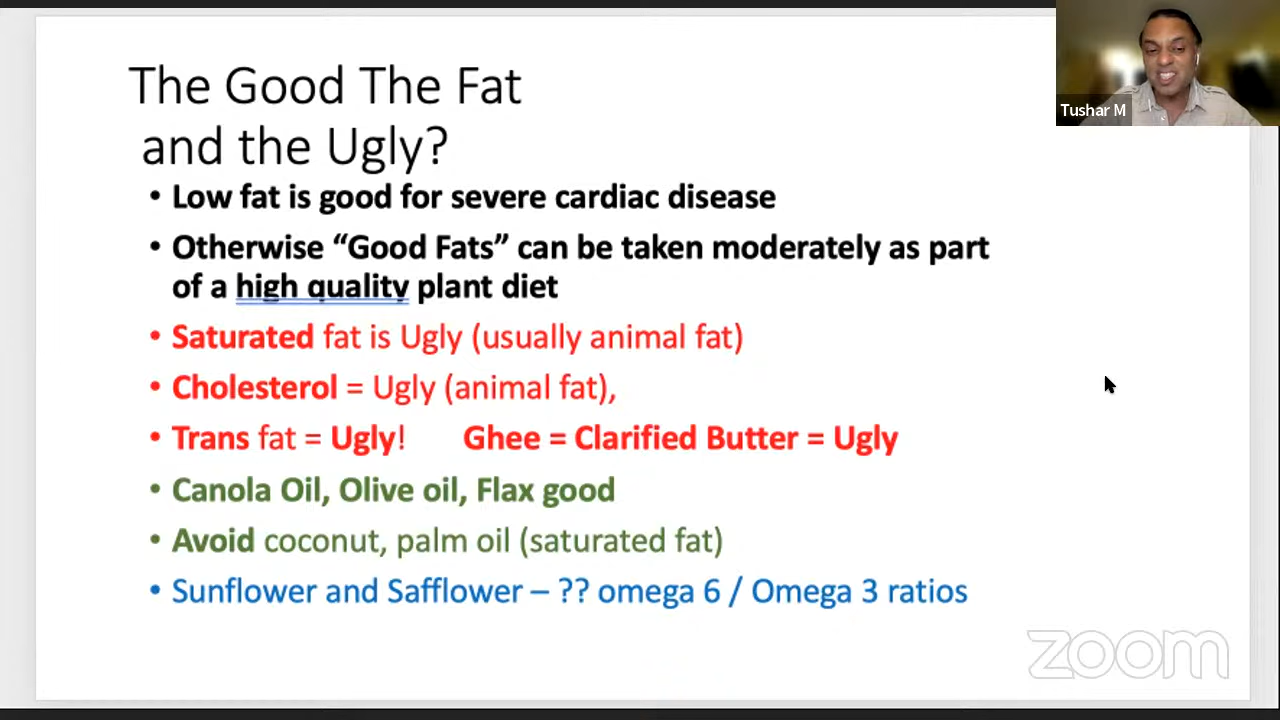 The Good The Fat
and the Ugly?
• Low fat is good for severe cardiac disease
• Otherwise “Good Fats” can be taken moderately as part
of a high quality plant diet
• Saturated fat is Ugly (usually animal fat)
• Cholesterol = Ugly (animal fat),
• Trans fat = Ugly! Ghee = Clarified Butter = Ugly
• Canola Oil, Olive oil, Flax good
• Avoid coconut, palm oil (saturated fat)
• Sunflower and Safflower – ?? omega 6 / Omega 3 ratios
Tushar M
zoom